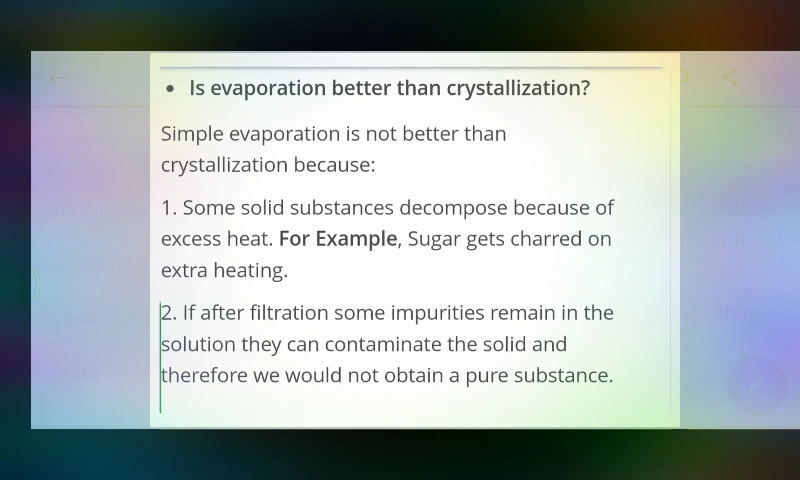 • Is evaporation better than crystallization?
Simple evaporation is not better than
crystallization because:
1. Some solid substances decompose because of
excess heat. For Example, Sugar gets charred on
extra heating.
2. If after filtration some impurities remain in the
solution they can contaminate the solid and
therefore we would not obtain a pure substance.